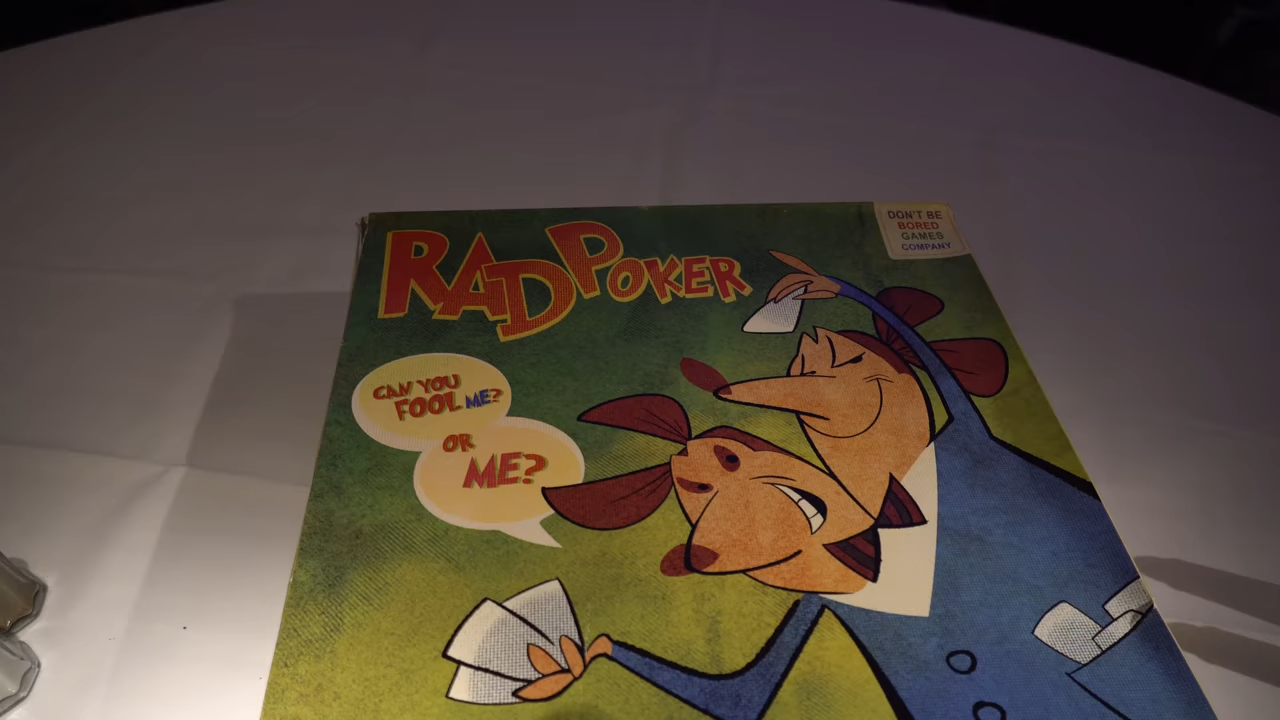 RAD POKER
DON'T BE
BORED
GAMES
COMPANY
CAN YOU
FOOL ME?
OR
ME?